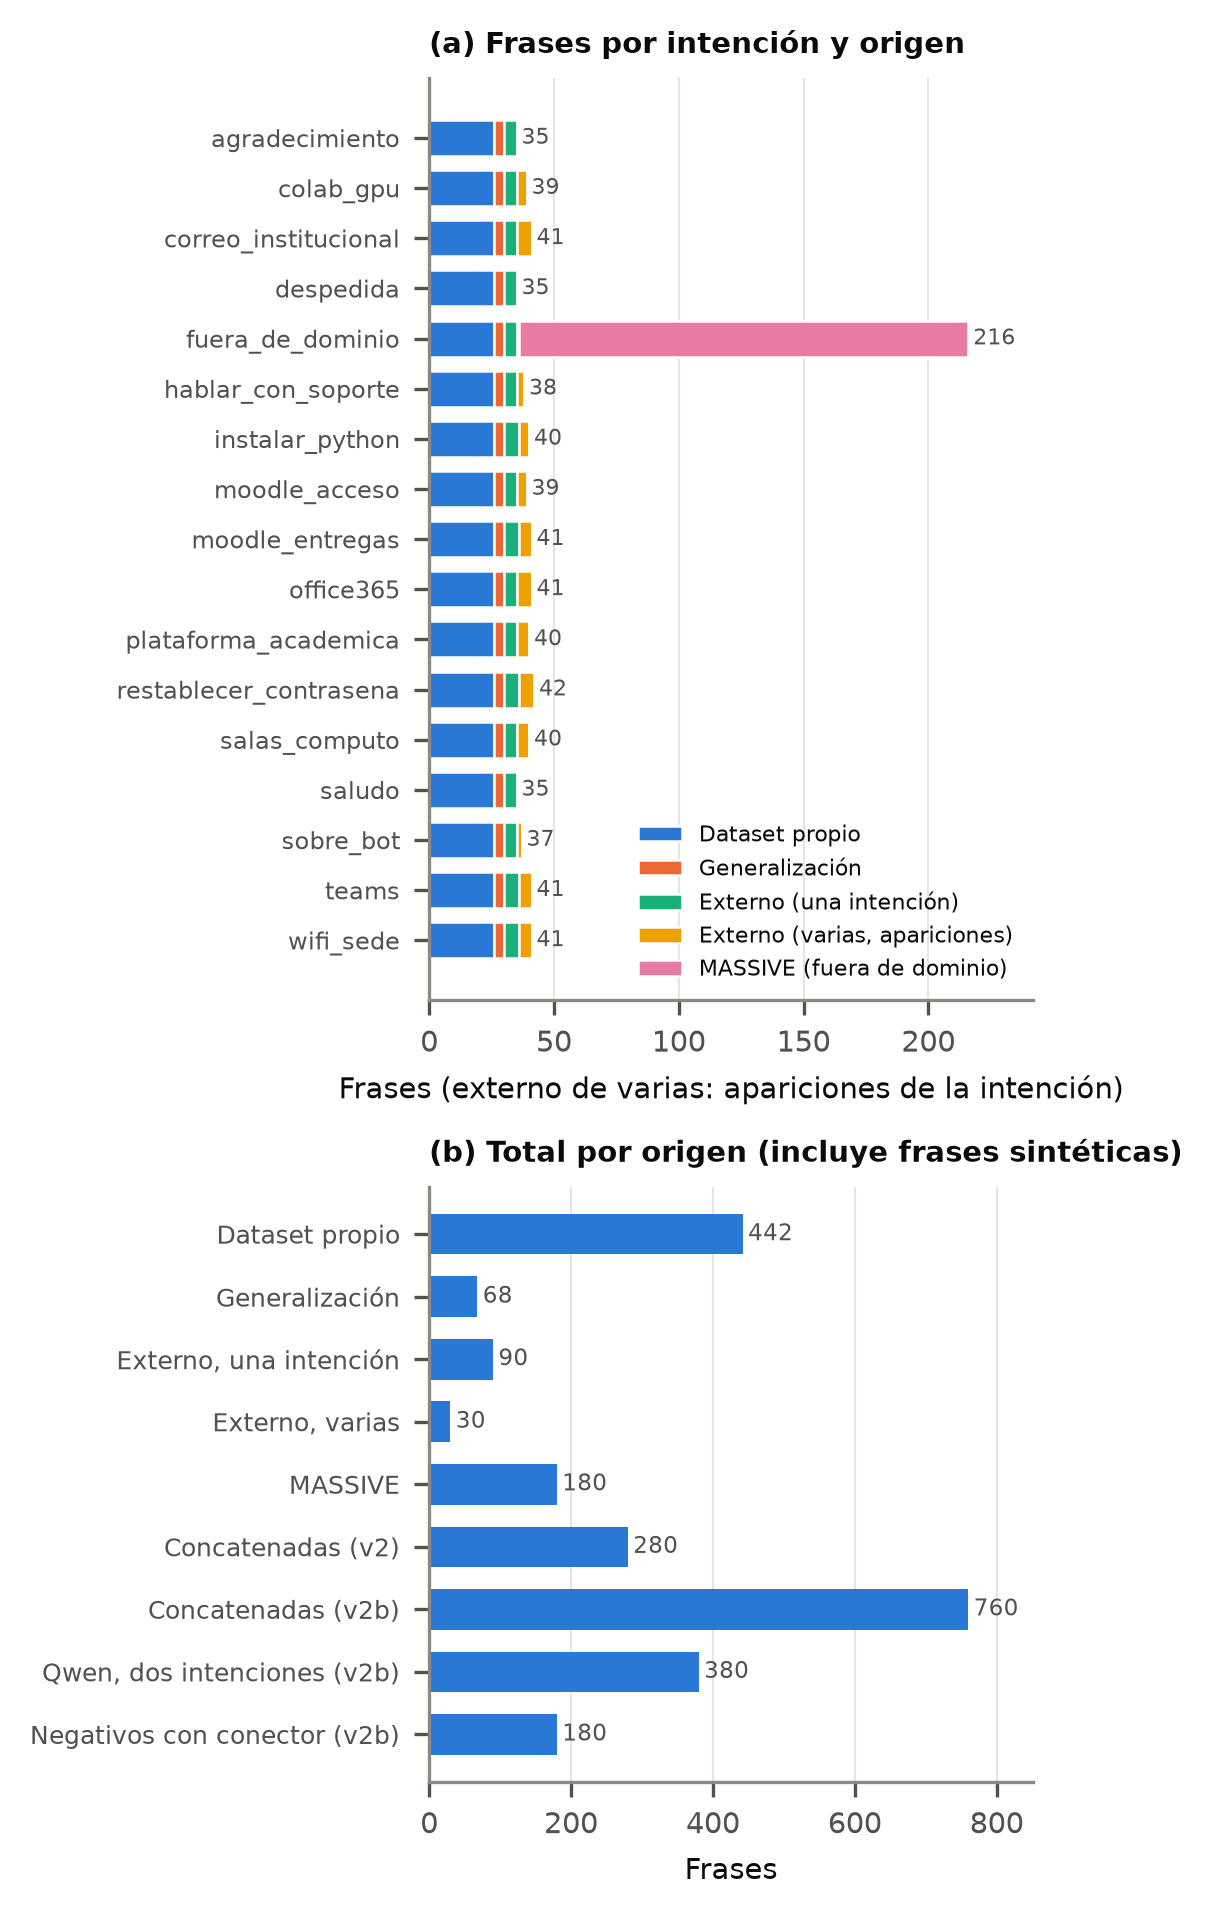 (a) Frases por intención y origen
agradecimiento 35
colab_gpu 39
correo_institucional 41
despedida 35
fuera_de_dominio 216
hablar_con_soporte 38
instalar_python 40
moodle_acceso 39
moodle_entregas 41
office365 41
plataforma_academica 40
restablecer_contrasena 42
salas_computo 40
saludo 35
sobre_bot 37
teams 41
wifi_sede 41
Dataset propio
Generalización
Externo (una intención)
Externo (varias, apariciones)
MASSIVE (fuera de dominio)
0 50 100 150 200
Frases (externo de varias: apariciones de la intención)
(b) Total por origen (incluye frases sintéticas)
Dataset propio 442
Generalización 68
Externo, una intención 90
Externo, varias 30
MASSIVE 180
Concatenadas (v2) 280
Concatenadas (v2b) 760
Qwen, dos intenciones (v2b) 380
Negativos con conector (v2b) 180
0 200 400 600 800
Frases